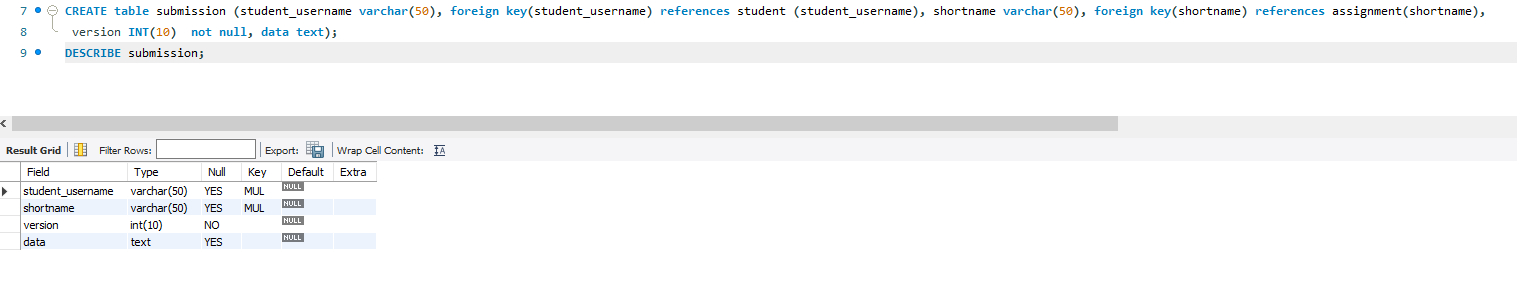 7 CREATE table submission (student_username varchar(50), foreign key(student_username) references student (student_username), shortname varchar(50), foreign key(shortname) references assignment(shortname),
8 version INT(10)  not null, data text);
9 DESCRIBE submission;
Result Grid Filter Rows: Export: Wrap Cell Content:
Field Type Null Key Default Extra
student_username varchar(50) YES MUL NULL
shortname varchar(50) YES MUL NULL
version int(10) NO NULL
data text YES NULL